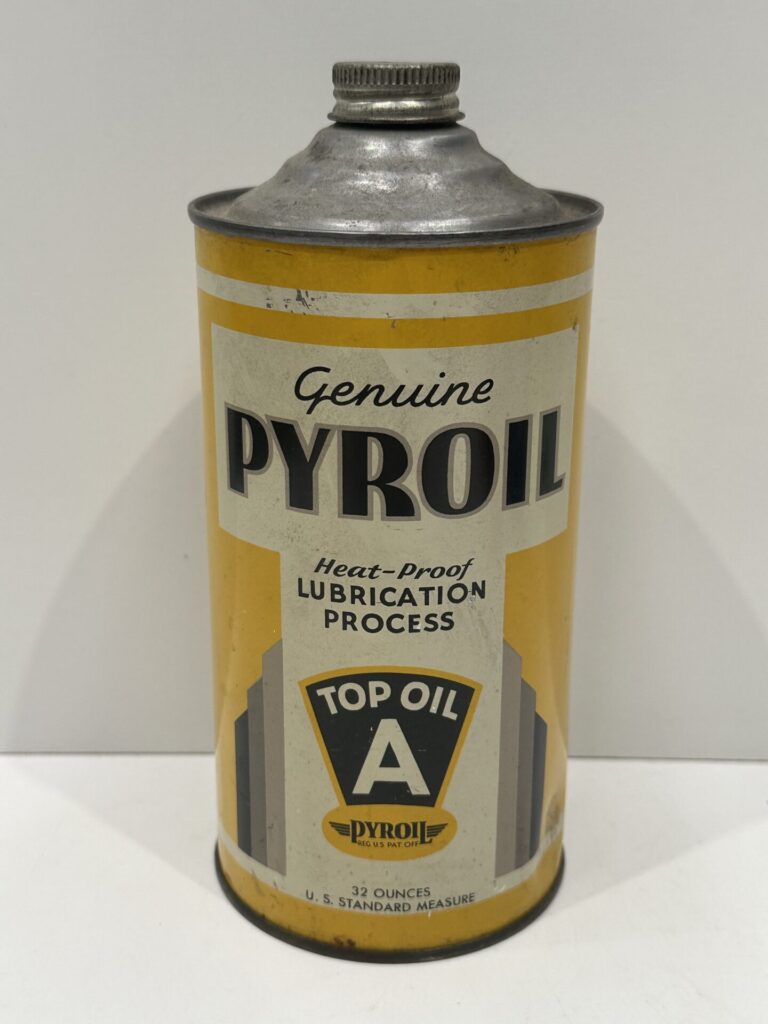 Genuine
PYROIL
Heat-Proof
LUBRICATION
PROCESS
TOP OIL
A
PYROIL
REG. U S PAT OFF
32 OUNCES
U. S. STANDARD MEASURE